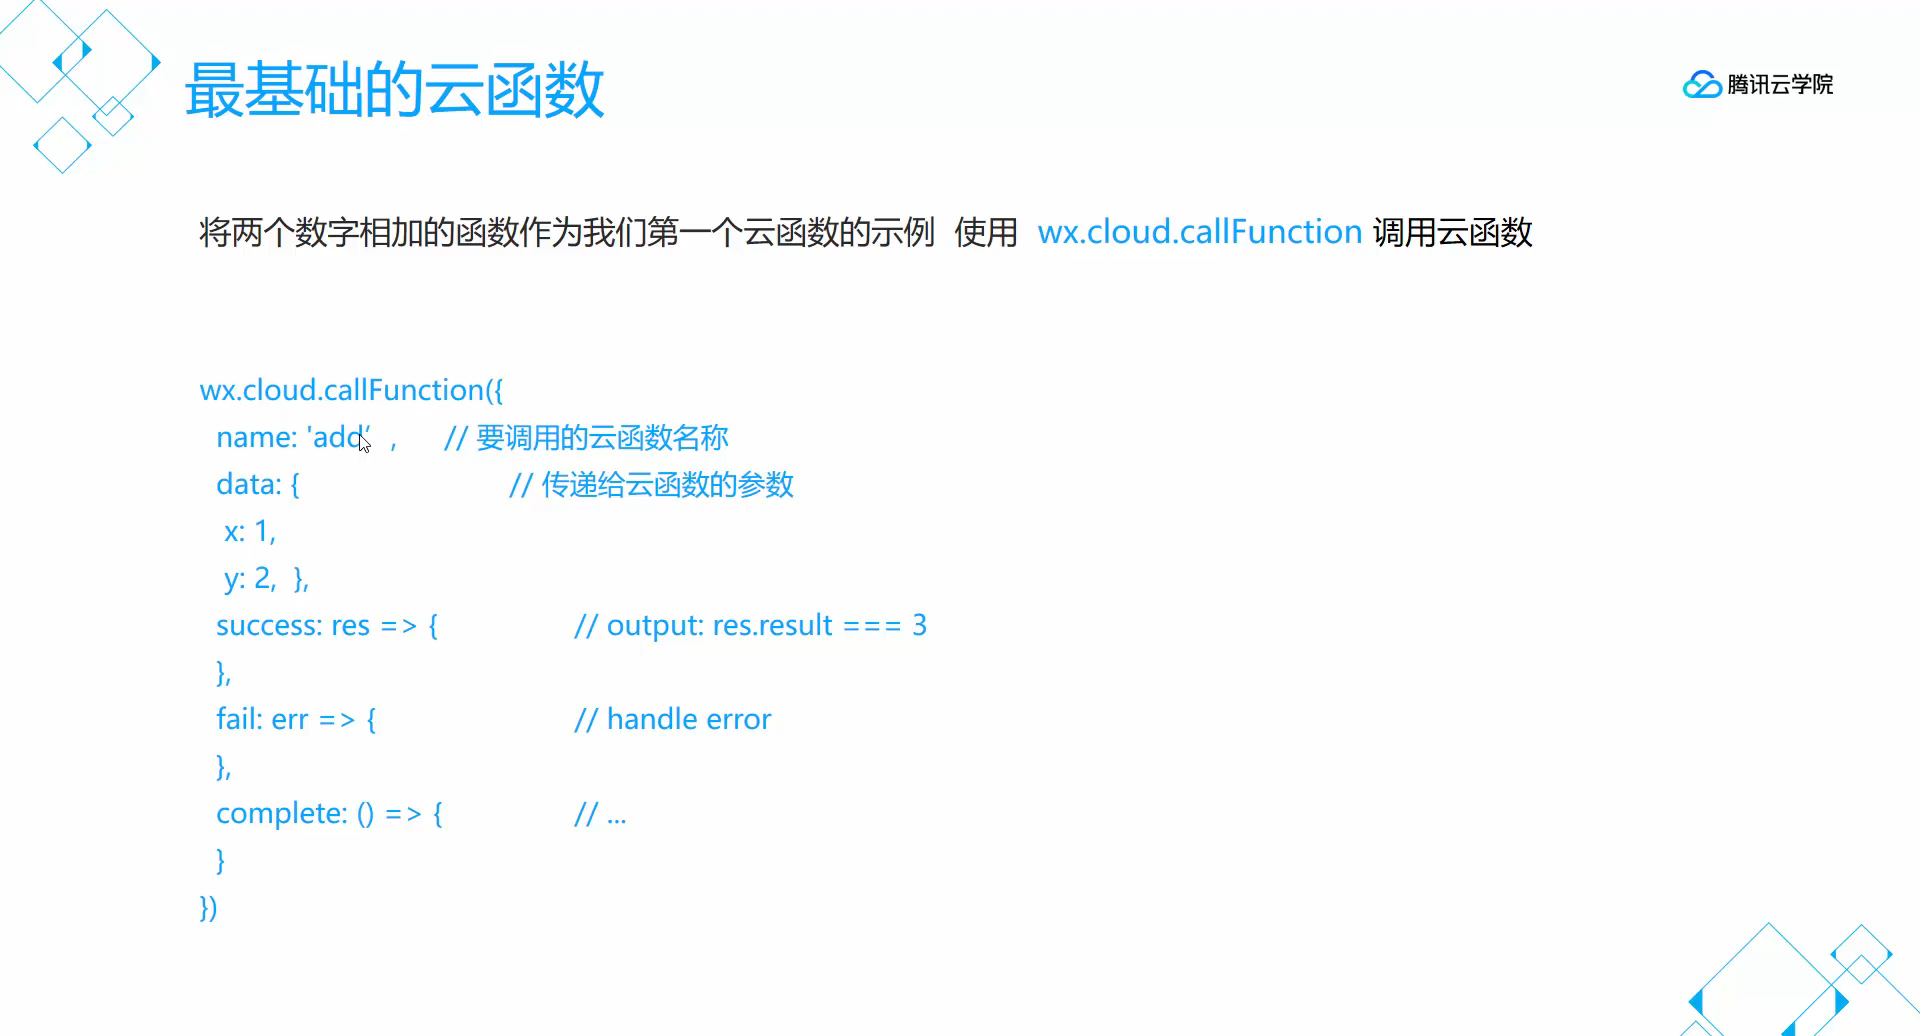 最基础的云函数
腾讯云学院
将两个数字相加的函数作为我们第一个云函数的示例 使用 wx.cloud.callFunction 调用云函数
wx.cloud.callFunction({
name: 'add’ , // 要调用的云函数名称
data: { // 传递给云函数的参数
x: 1,
y: 2, },
success: res => { // output: res.result === 3
},
fail: err => { // handle error
},
complete: () => { // ...
}
})